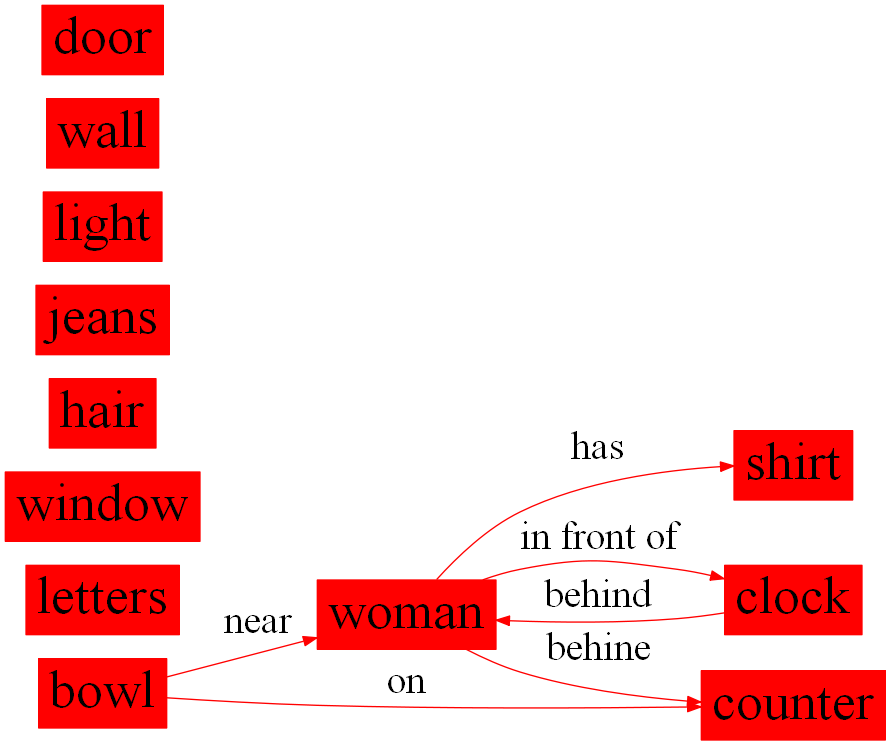 door
wall
light
jeans
hair
has
shirt
window
in front of
letters
behind
clock
near
woman
behine
bowl
on
counter